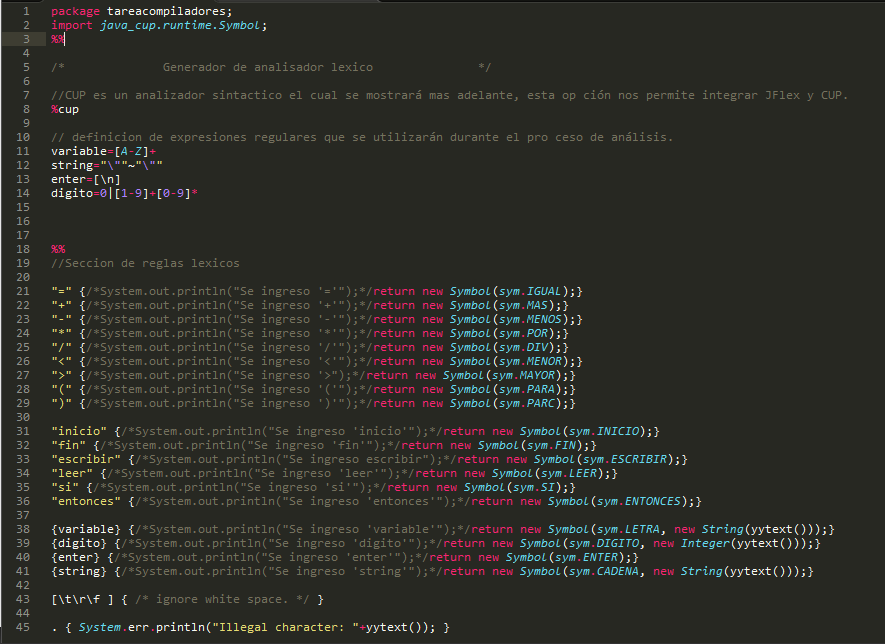 1 package tareacompiladores;
2 import java_cup.runtime.Symbol;
3 %%
4
5 /* Generador de analisador lexico */
6
7 //CUP es un analizador sintactico el cual se mostrará mas adelante, esta op ción nos permite integrar JFlex y CUP.
8 %cup
9
10 // definicion de expresiones regulares que se utilizarán durante el pro ceso de análisis.
11 variable=[A-Z]+
12 string="\""~"\""
13 enter=[\n]
14 digito=0|[1-9]+[0-9]*
15
16
17
18 %%
19 //Seccion de reglas lexicos
20
21 "=" {/*System.out.println("Se ingreso '='");*/return new Symbol(sym.IGUAL);}
22 "+" {/*System.out.println("Se ingreso '+'");*/return new Symbol(sym.MAS);}
23 "-" {/*System.out.println("Se ingreso '-'");*/return new Symbol(sym.MENOS);}
24 "*" {/*System.out.println("Se ingreso '*'");*/return new Symbol(sym.POR);}
25 "/" {/*System.out.println("Se ingreso '/'");*/return new Symbol(sym.DIV);}
26 "<" {/*System.out.println("Se ingreso '<'");*/return new Symbol(sym.MENOR);}
27 ">" {/*System.out.println("Se ingreso '>");*/return new Symbol(sym.MAYOR);}
28 "(" {/*System.out.println("Se ingreso '('");*/return new Symbol(sym.PARA);}
29 ")" {/*System.out.println("Se ingreso ')'");*/return new Symbol(sym.PARC);}
30
31 "inicio" {/*System.out.println("Se ingreso 'inicio'");*/return new Symbol(sym.INICIO);}
32 "fin" {/*System.out.println("Se ingreso 'fin'");*/return new Symbol(sym.FIN);}
33 "escribir" {/*System.out.println("Se ingreso escribir");*/return new Symbol(sym.ESCRIBIR);}
34 "leer" {/*System.out.println("Se ingreso 'leer'");*/return new Symbol(sym.LEER);}
35 "si" {/*System.out.println("Se ingreso 'si'");*/return new Symbol(sym.SI);}
36 "entonces" {/*System.out.println("Se ingreso 'entonces'");*/return new Symbol(sym.ENTONCES);}
37
38 {variable} {/*System.out.println("Se ingreso 'variable'");*/return new Symbol(sym.LETRA, new String(yytext()));}
39 {digito} {/*System.out.println("Se ingreso 'digito'");*/return new Symbol(sym.DIGITO, new Integer(yytext()));}
40 {enter} {/*System.out.println("Se ingreso 'enter'");*/return new Symbol(sym.ENTER);}
41 {string} {/*System.out.println("Se ingreso 'string'");*/return new Symbol(sym.CADENA, new String(yytext()));}
42
43 [\t\r\f ] { /* ignore white space. */ }
44
45 . { System.err.println("Illegal character: "+yytext()); }